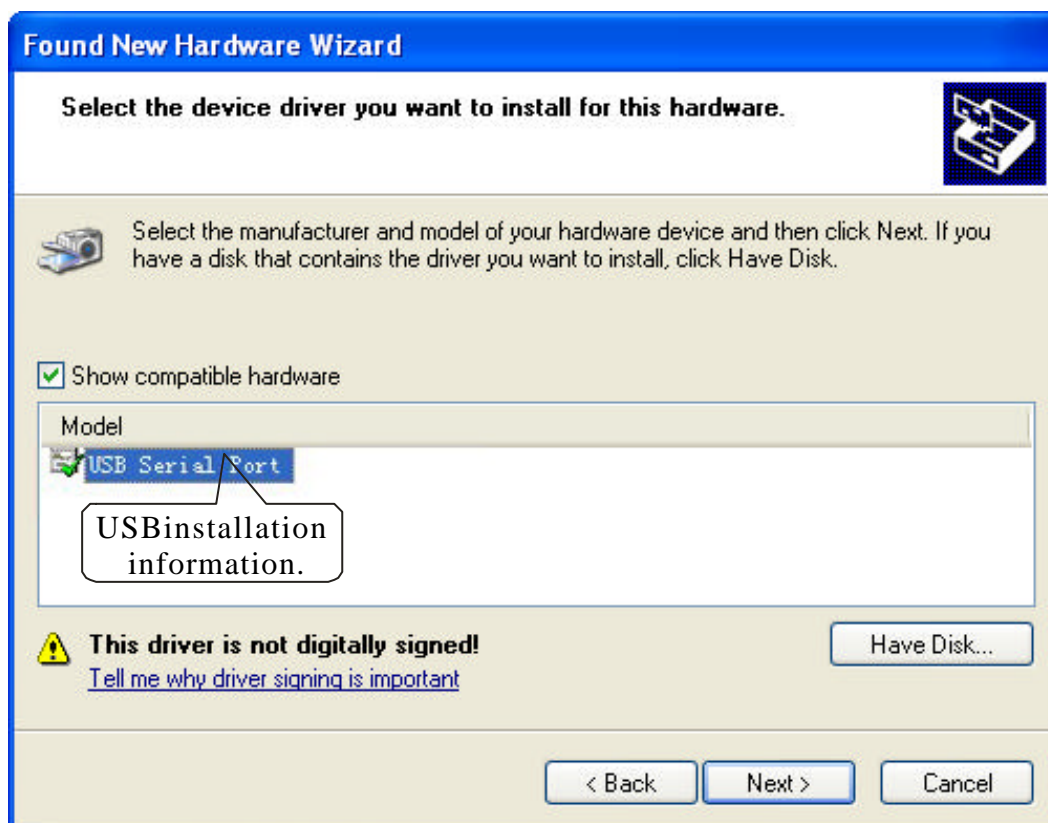 Found New Hardware Wizard
Select the device driver you want to install for this hardware.
Select the manufacturer and model of your hardware device and then click Next. If you
have a disk that contains the driver you want to install, click Have Disk.
Show compatible hardware
Model
USB Serial Port
USBinstallation
information.
This driver is not digitally signed!
Tell me why driver signing is important
Have Disk...
< Back
Next >
Cancel